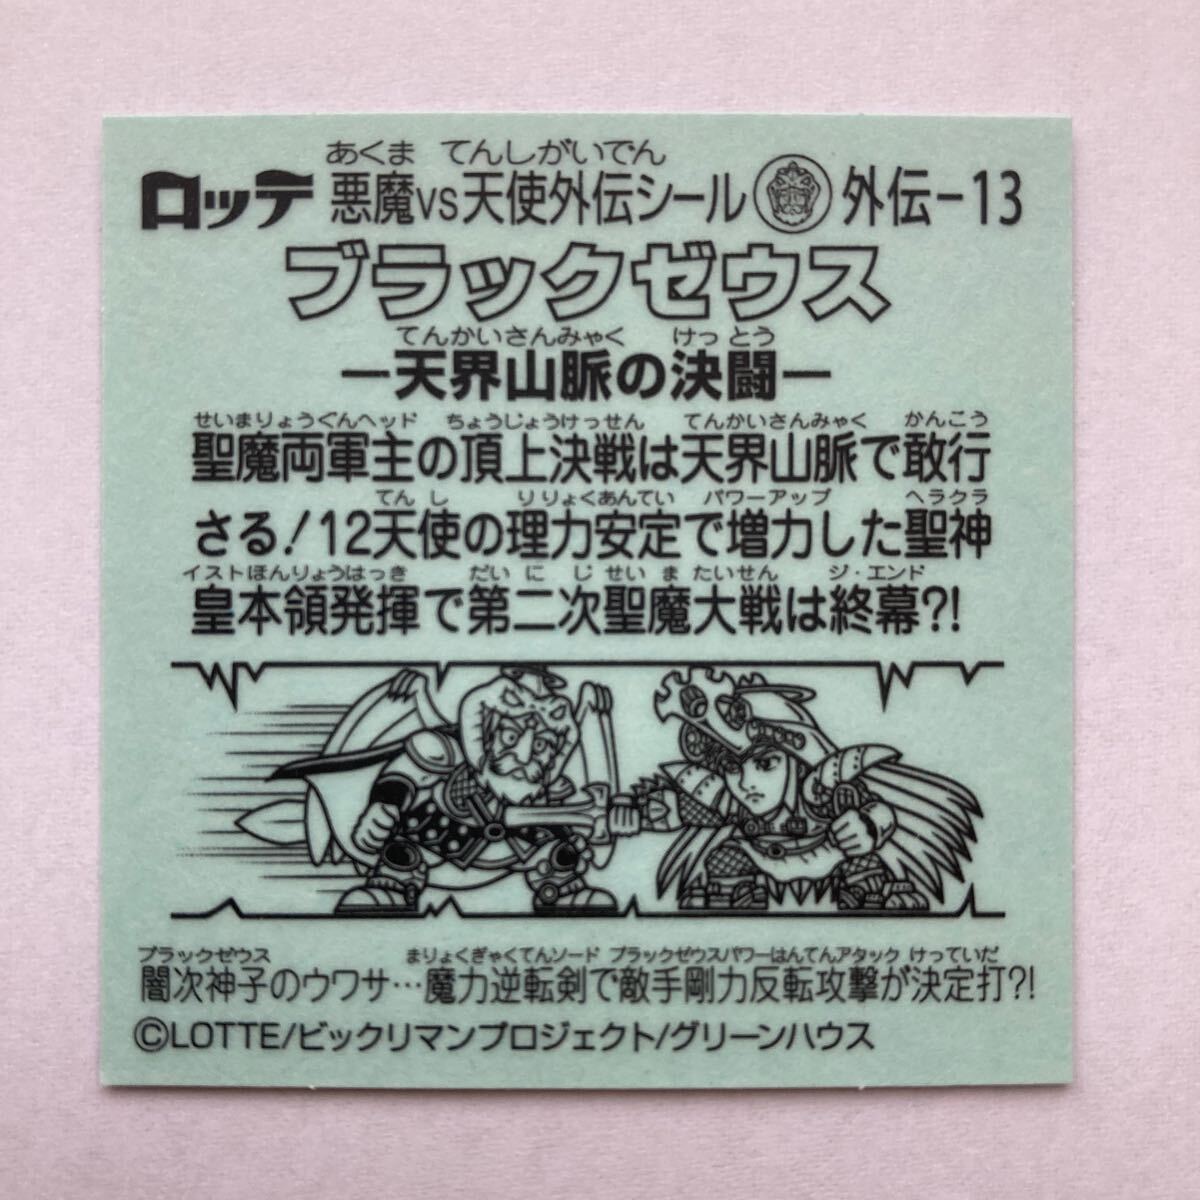 あくま てんしがいでん
ロッテ 悪魔VS天使外伝シール 外伝-13
ブラックゼウス
てんかいさんみゃく けっとう
ー天界山脈の決闘ー
せいまりょうぐんヘッド ちょうじょうけっせん てんかいさんみゃく かんこう
聖魔両軍主の頂上決戦は天界山脈で敢行
てんし りりょくあんてい パワーアップ ヘラクラ
さる!12天使の理力安定で増力した聖神
イストほんりょうはっき だいにじせいまたいせん ジ・エンド
皇本領発揮で第二次聖魔大戦は終幕?!
ブラックゼウス まりょくぎゃくてんソード ブラックゼウスパワーはんてんアタック けっていだ
闇次神子のウワサ…魔力逆転剣で敵手剛力反転攻撃が決定打?!
©LOTTE/ビックリマンプロジェクト/グリーンハウス